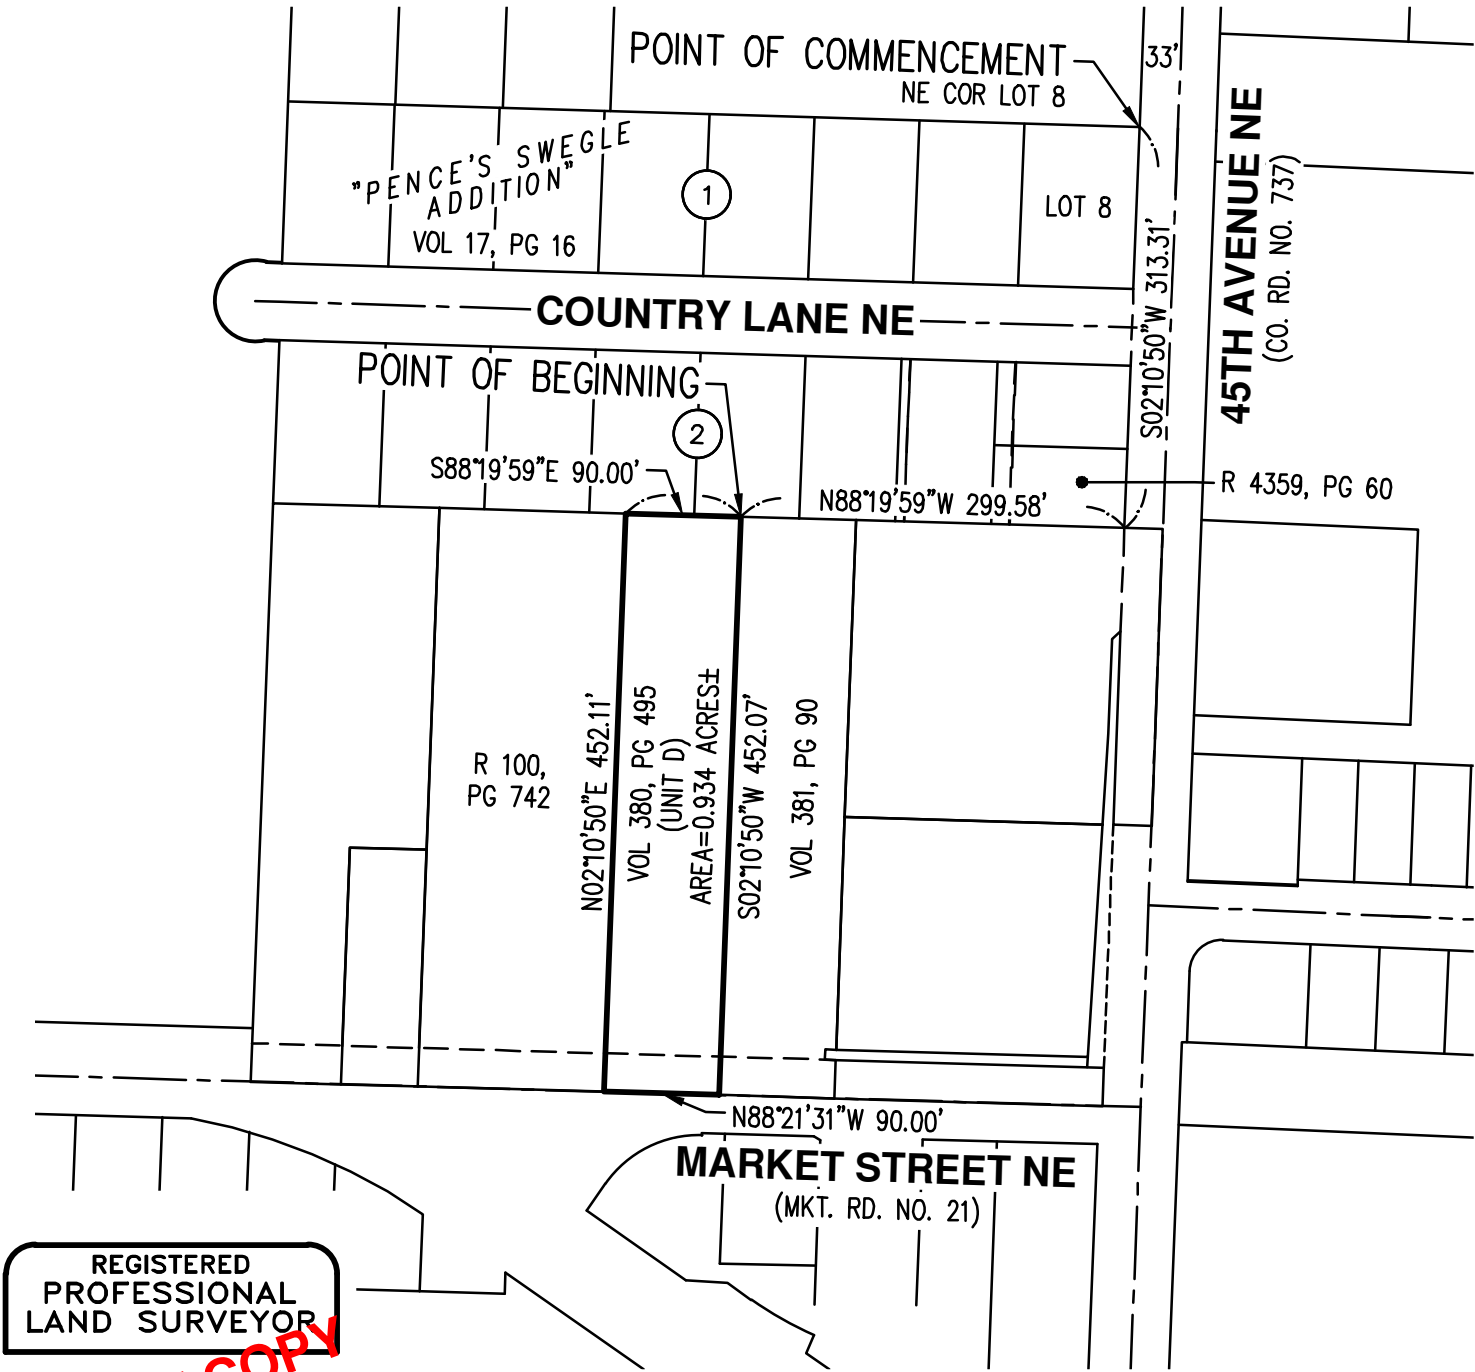 POINT OF COMMENCEMENT
NE COR LOT 8
33'
"PENCE'S SWEGLE
ADDITION"
VOL 17, PG 16
1
LOT 8
45TH AVENUE NE
(CO. RD. NO. 737)
S02°10'50"W 313.31'
COUNTRY LANE NE
POINT OF BEGINNING
2
S88°19'59"E 90.00'
N88°19'59"W 299.58'
R 4359, PG 60
R 100,
PG 742
N02°10'50"E 452.11'
VOL 380, PG 495
(UNIT D)
AREA=0.934 ACRES±
S02°10'50"W 452.07'
VOL 381, PG 90
N88°21'31"W 90.00'
MARKET STREET NE
(MKT. RD. NO. 21)
REGISTERED
PROFESSIONAL
LAND SURVEYOR
COPY